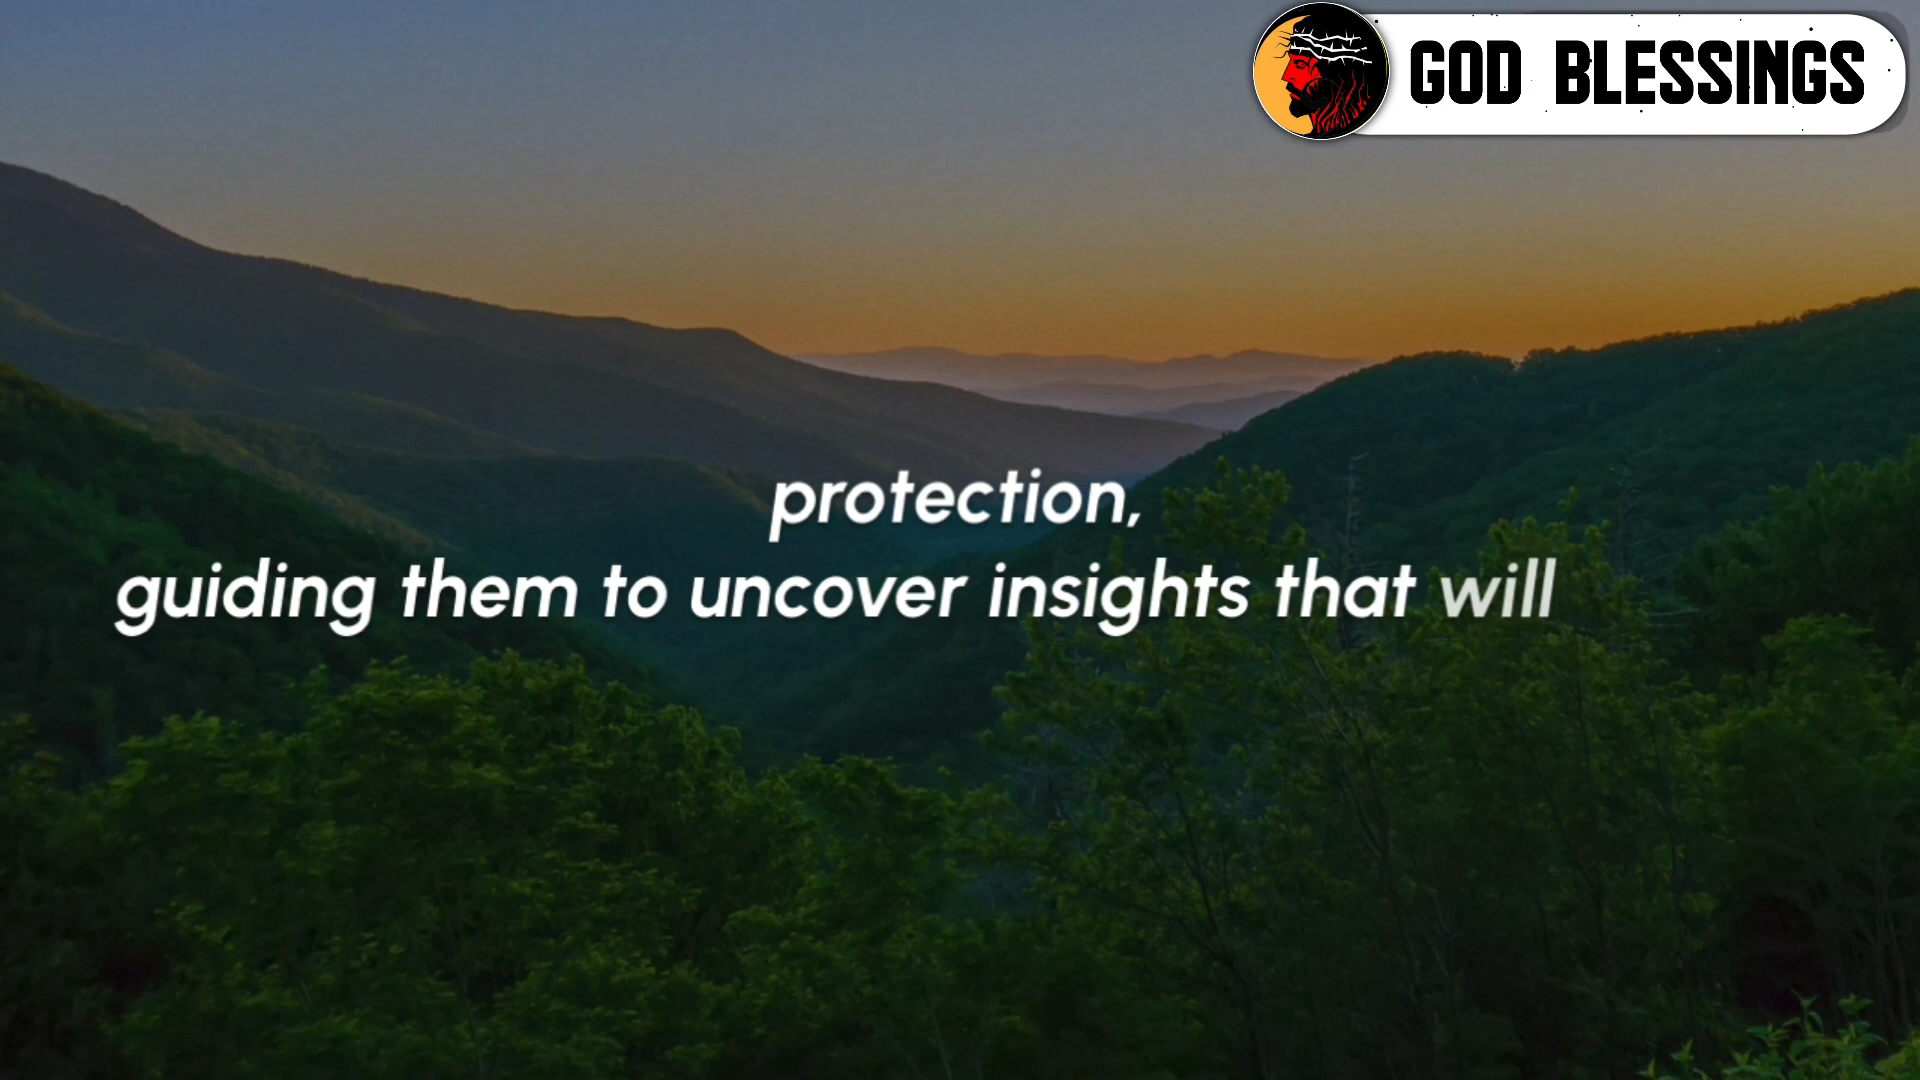 GOD BLESSINGS
protection,
guiding them to uncover insights that will